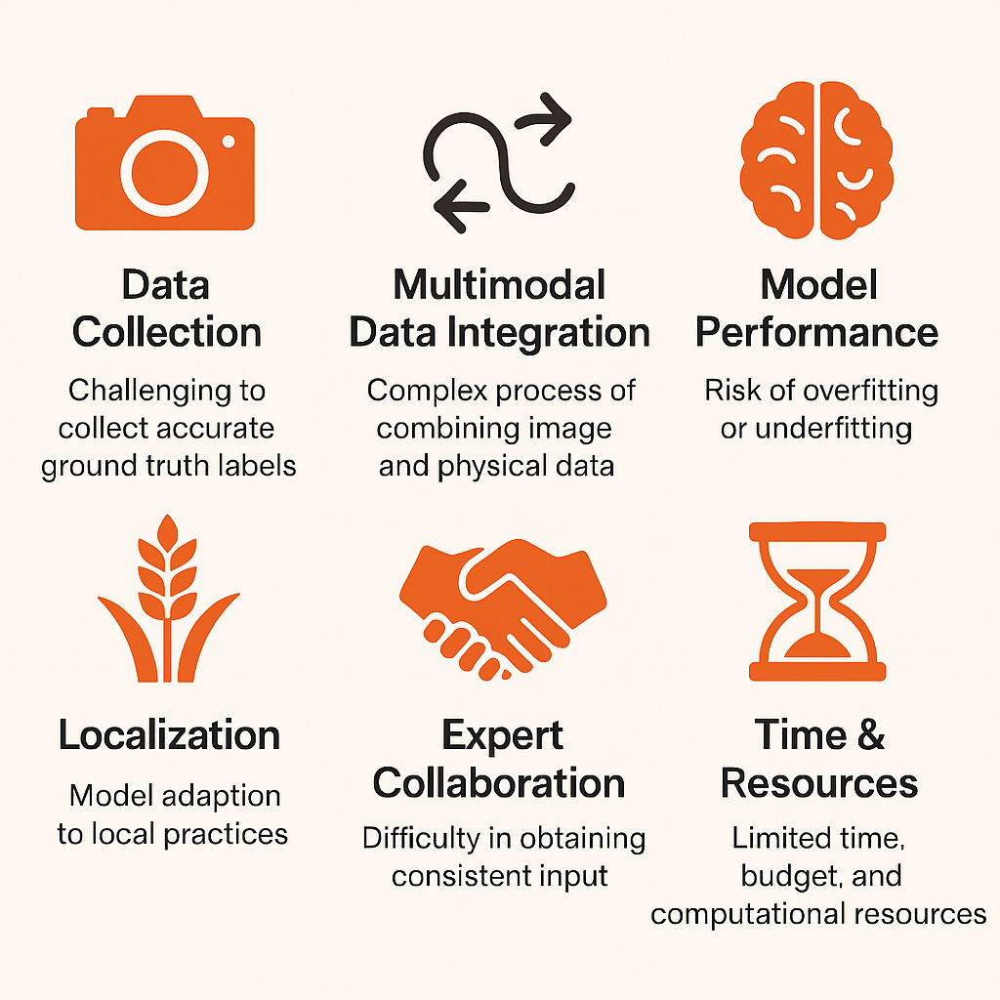 Data
Collection
Challenging to
collect accurate
ground truth labels
Multimodal
Data Integration
Complex process of
combining image
and physical data
Model
Performance
Risk of overfitting
or underfitting
Localization
Model adaption
to local practices
Expert
Collaboration
Difficulty in obtaining
consistent input
Time &
Resources
Limited time,
budget, and
computational resources